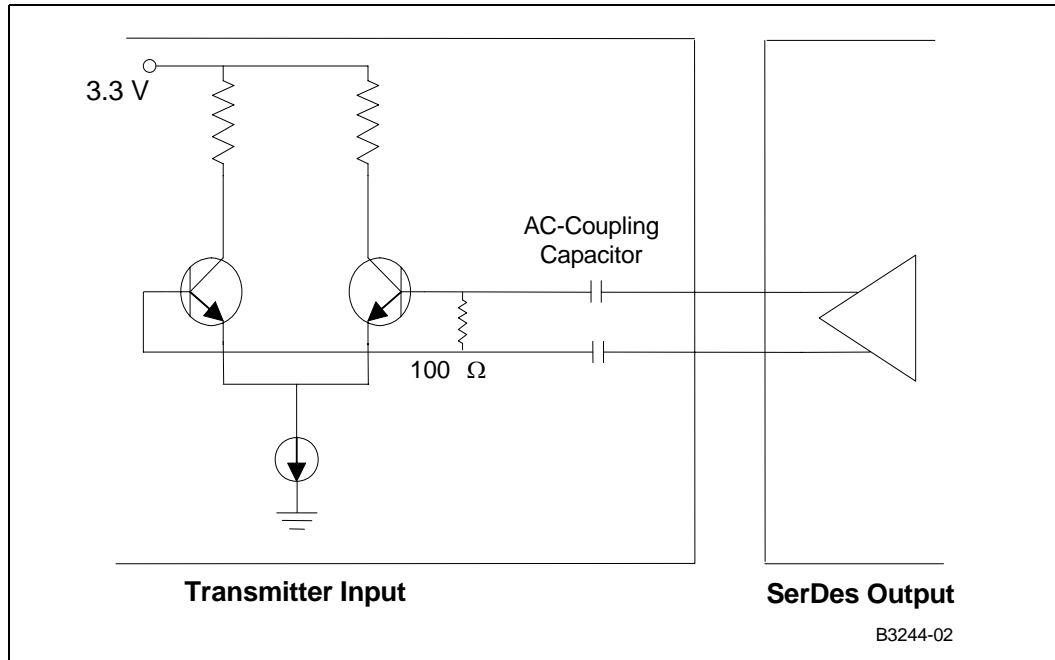 3.3 V
AC-Coupling
Capacitor
100 Ω
Transmitter Input
SerDes Output
B3244-02